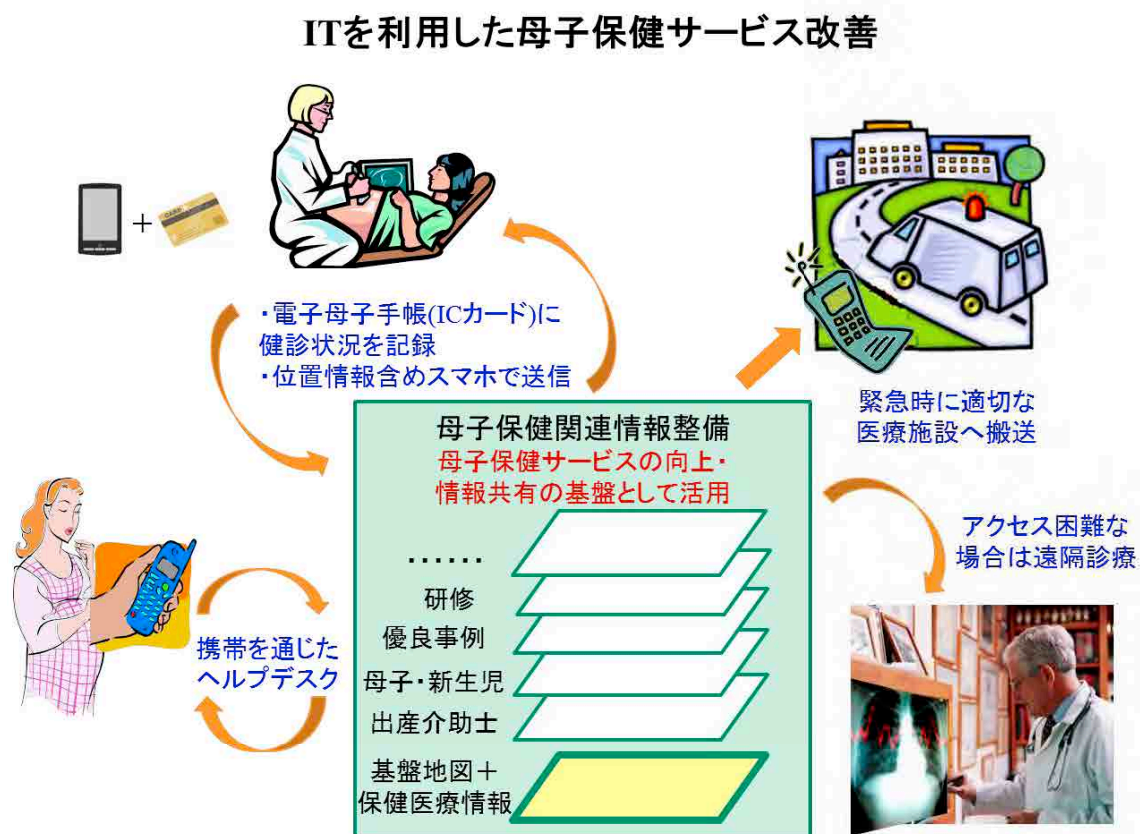 ITを利用した母子保健サービス改善
+
・電子母子手帳(ICカード)に
健診状況を記録
・位置情報含めスマホで送信
緊急時に適切な
医療施設へ搬送
母子保健関連情報整備
母子保健サービスの向上・
情報共有の基盤として活用
アクセス困難な
場合は遠隔診療
……
研修
優良事例
母子・新生児
出産介助士
基盤地図＋
保健医療情報
携帯を通じた
ヘルプデスク